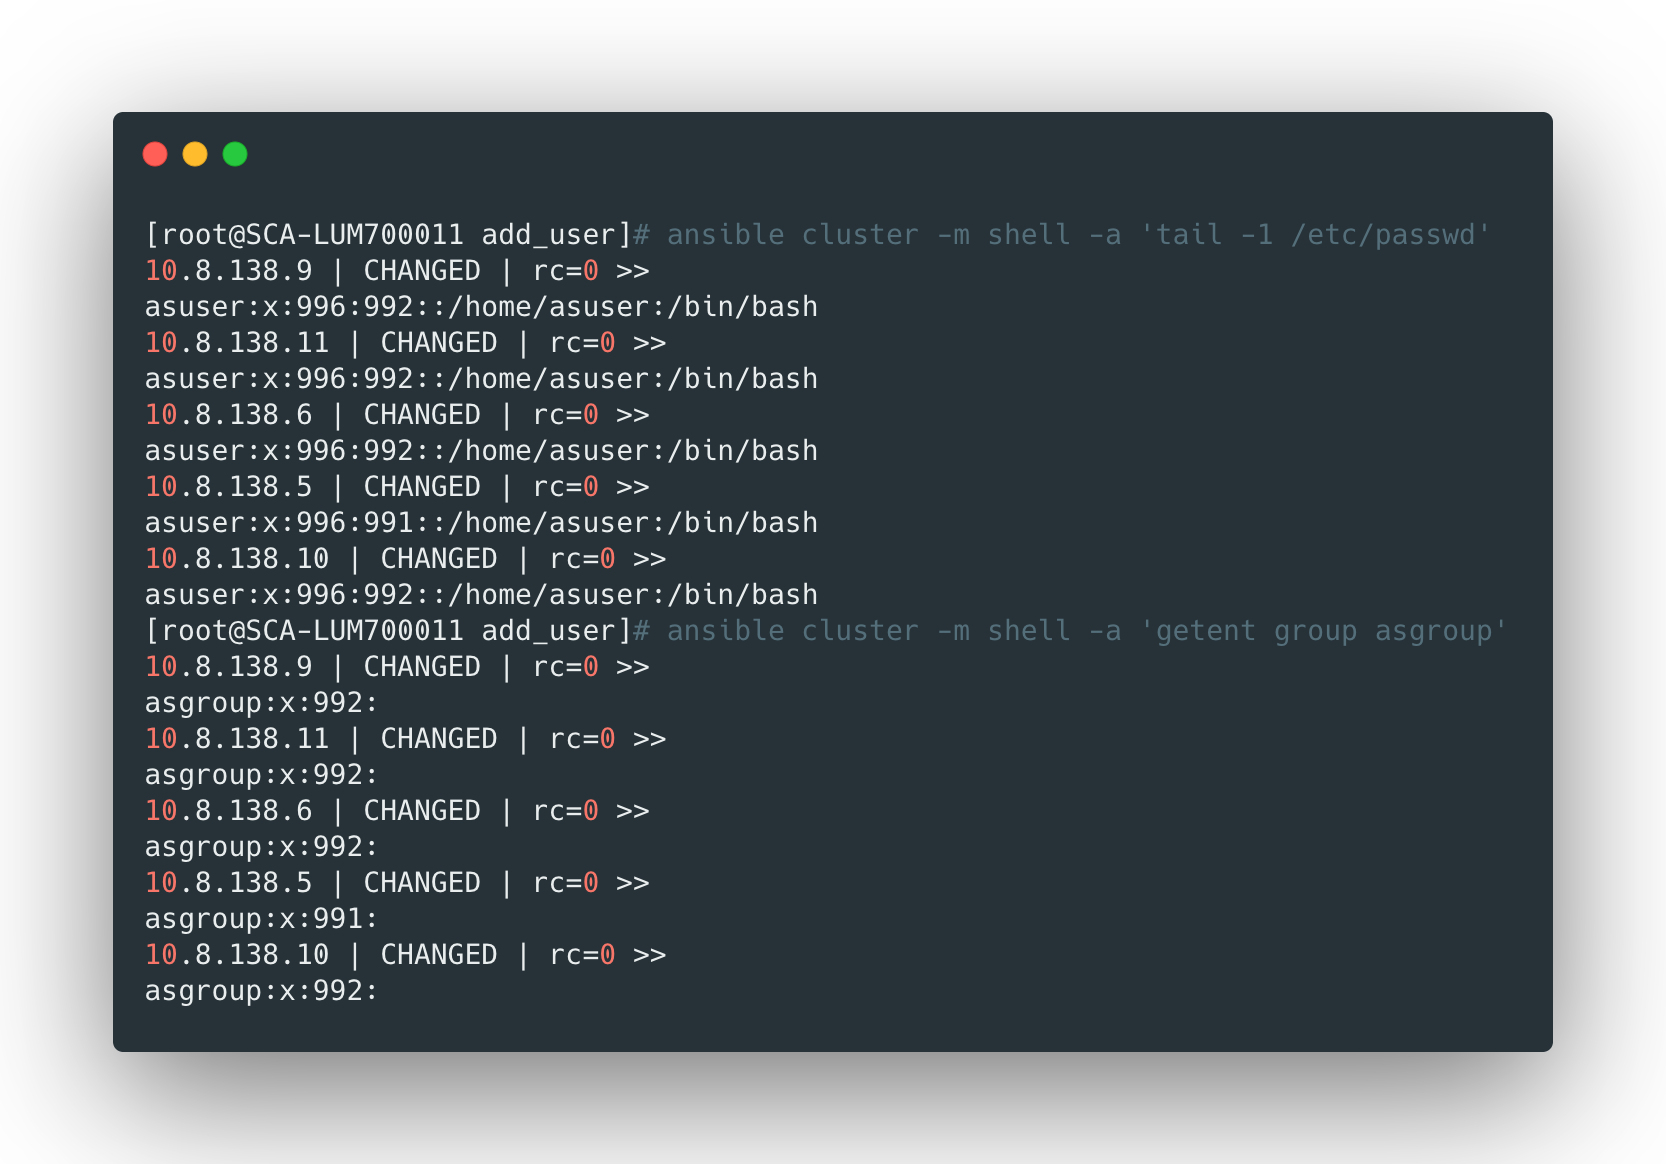 [root@SCA-LUM700011 add_user]# ansible cluster -m shell -a 'tail -1 /etc/passwd'
10.8.138.9 | CHANGED | rc=0 >>
asuser:x:996:992::/home/asuser:/bin/bash
10.8.138.11 | CHANGED | rc=0 >>
asuser:x:996:992::/home/asuser:/bin/bash
10.8.138.6 | CHANGED | rc=0 >>
asuser:x:996:992::/home/asuser:/bin/bash
10.8.138.5 | CHANGED | rc=0 >>
asuser:x:996:991::/home/asuser:/bin/bash
10.8.138.10 | CHANGED | rc=0 >>
asuser:x:996:992::/home/asuser:/bin/bash
[root@SCA-LUM700011 add_user]# ansible cluster -m shell -a 'getent group asgroup'
10.8.138.9 | CHANGED | rc=0 >>
asgroup:x:992:
10.8.138.11 | CHANGED | rc=0 >>
asgroup:x:992:
10.8.138.6 | CHANGED | rc=0 >>
asgroup:x:992:
10.8.138.5 | CHANGED | rc=0 >>
asgroup:x:991:
10.8.138.10 | CHANGED | rc=0 >>
asgroup:x:992: